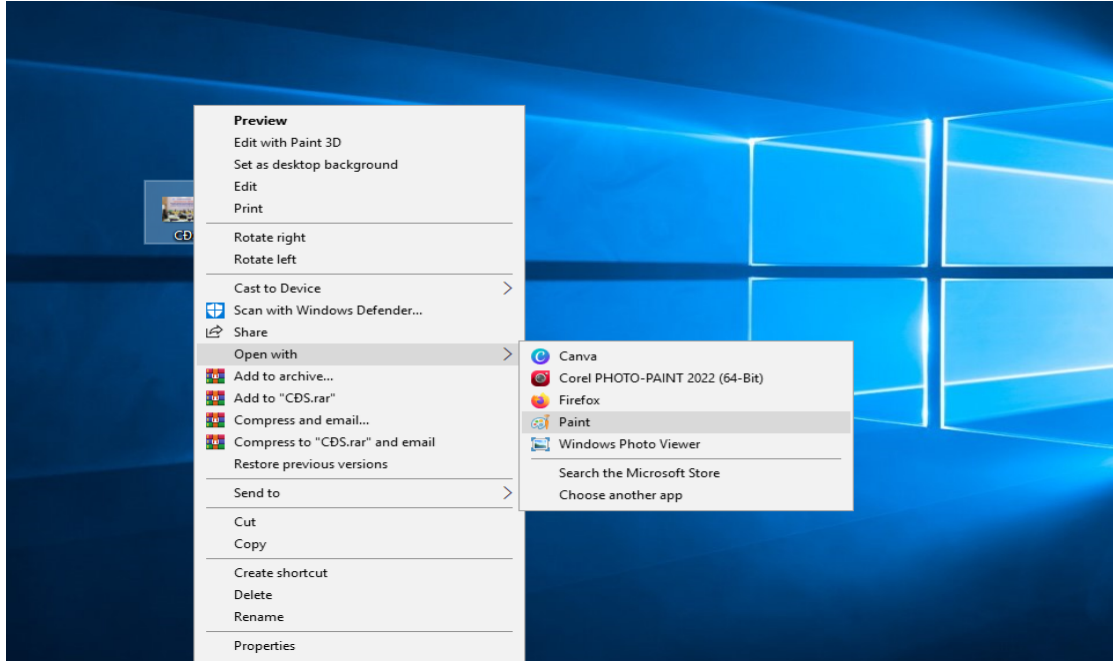 Preview
Edit with Paint 3D
Set as desktop background
Edit
Print
Rotate right
Rotate left
Cast to Device
Scan with Windows Defender...
Share
Open with
Add to archive...
Add to "CĐS.rar"
Compress and email...
Compress to "CĐS.rar" and email
Restore previous versions
Send to
Cut
Copy
Create shortcut
Delete
Rename
Properties
Canva
Corel PHOTO-PAINT 2022 (64-Bit)
Firefox
Paint
Windows Photo Viewer
Search the Microsoft Store
Choose another app